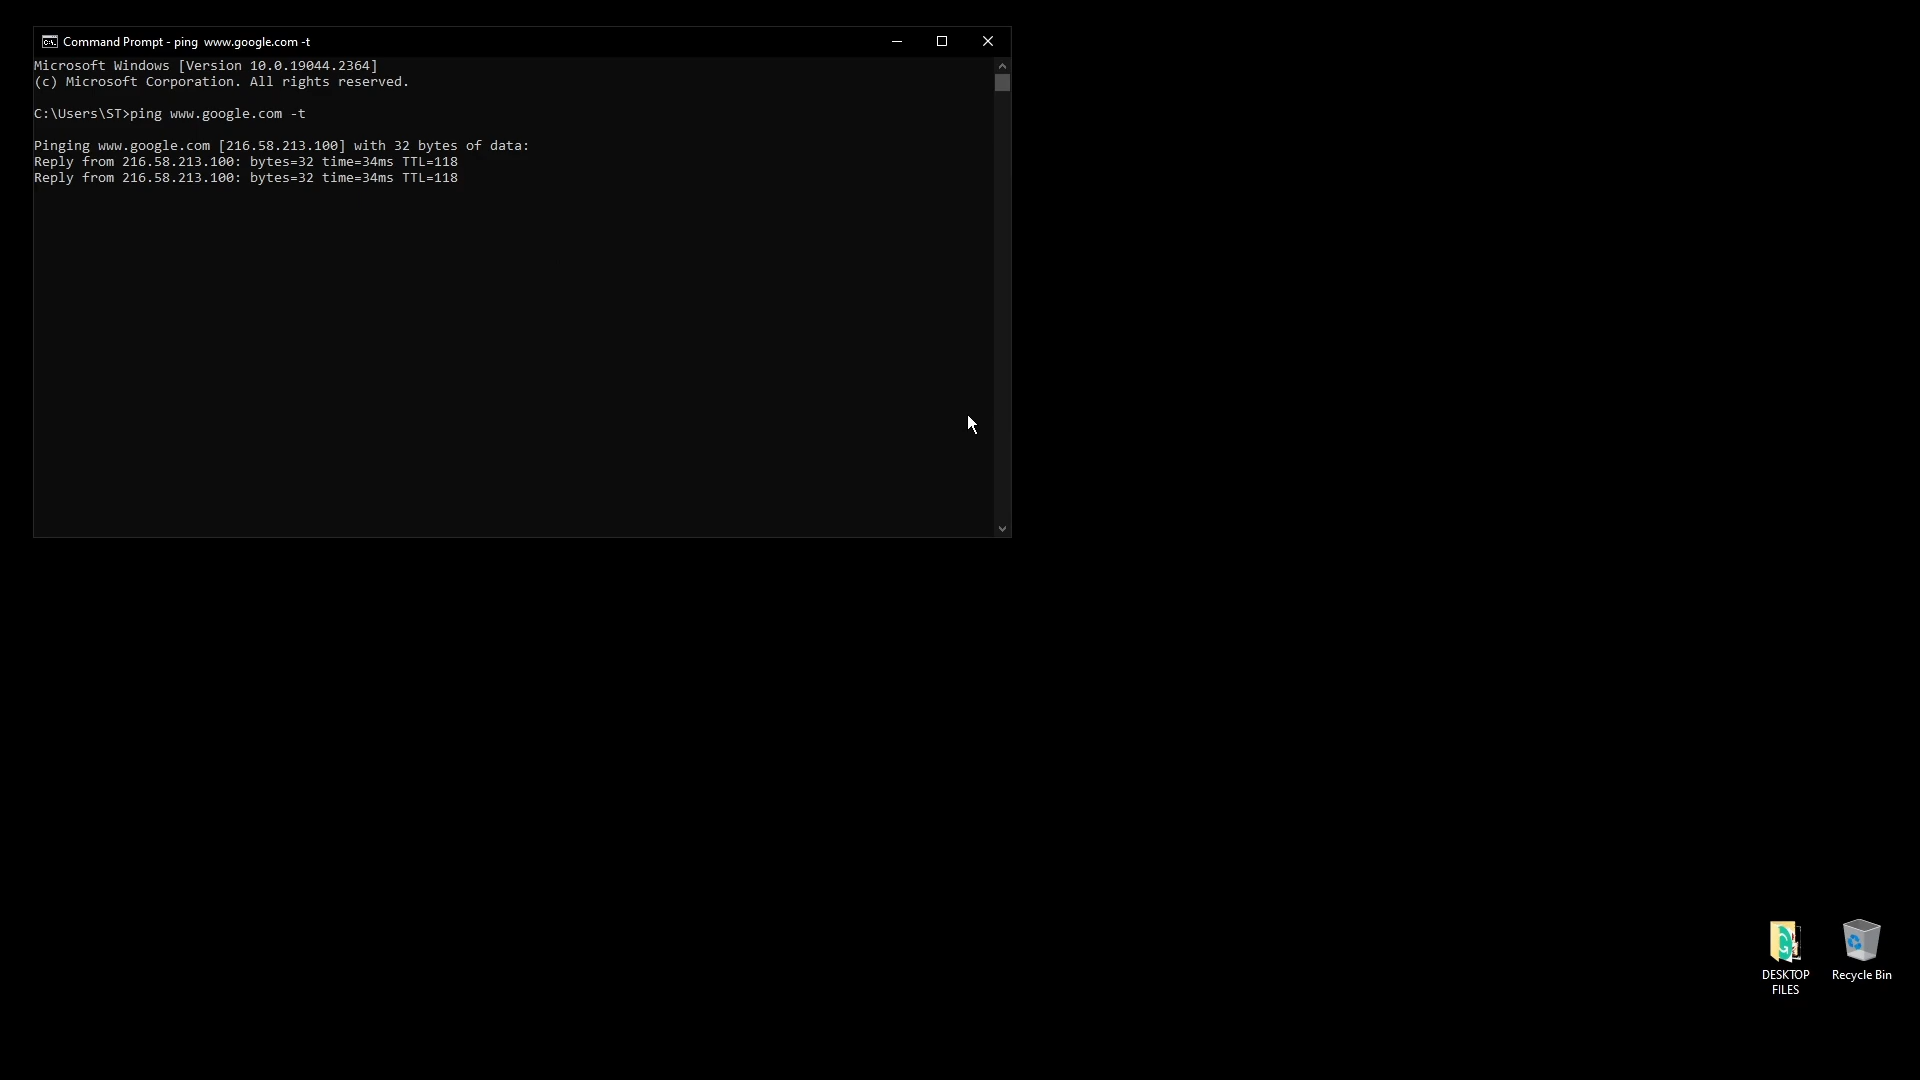 Command Prompt - ping  www.google.com -t
Microsoft Windows [Version 10.0.19044.2364]
(c) Microsoft Corporation. All rights reserved.
C:\Users\ST>ping www.google.com -t
Pinging www.google.com [216.58.213.100] with 32 bytes of data:
Reply from 216.58.213.100: bytes=32 time=34ms TTL=118
Reply from 216.58.213.100: bytes=32 time=34ms TTL=118
DESKTOP
FILES
Recycle Bin